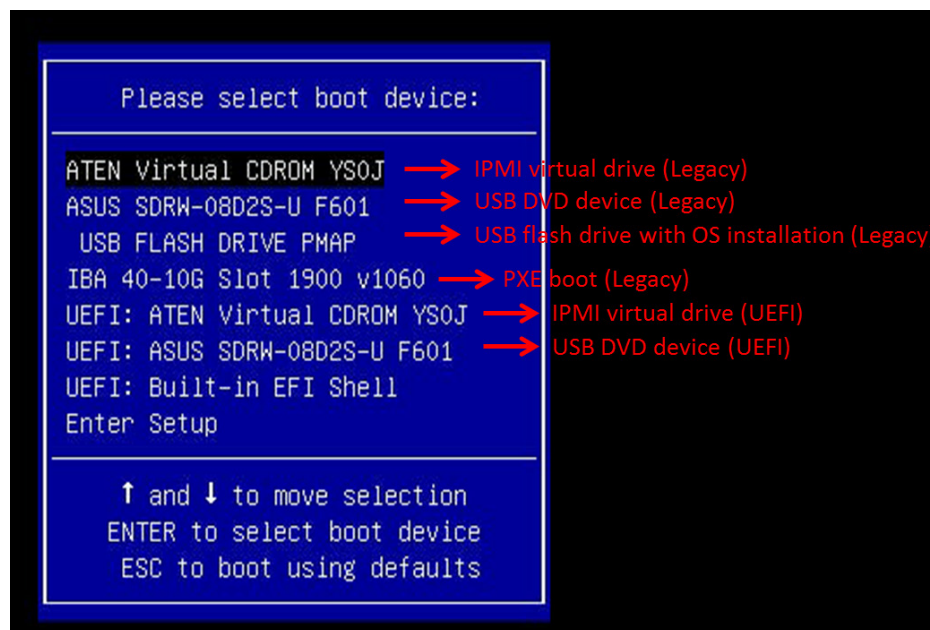 Please select boot device:
ATEN Virtual CDROM YS0J → IPMI virtual drive (Legacy)
ASUS SDRW-08D2S-U F601 → USB DVD device (Legacy)
USB FLASH DRIVE PMAP → USB flash drive with OS installation (Legacy
IBA 40-10G Slot 1900 v1060 → PXE boot (Legacy)
UEFI: ATEN Virtual CDROM YS0J → IPMI virtual drive (UEFI)
UEFI: ASUS SDRW-08D2S-U F601 → USB DVD device (UEFI)
UEFI: Built-in EFI Shell
Enter Setup
↑ and ↓ to move selection
ENTER to select boot device
ESC to boot using defaults